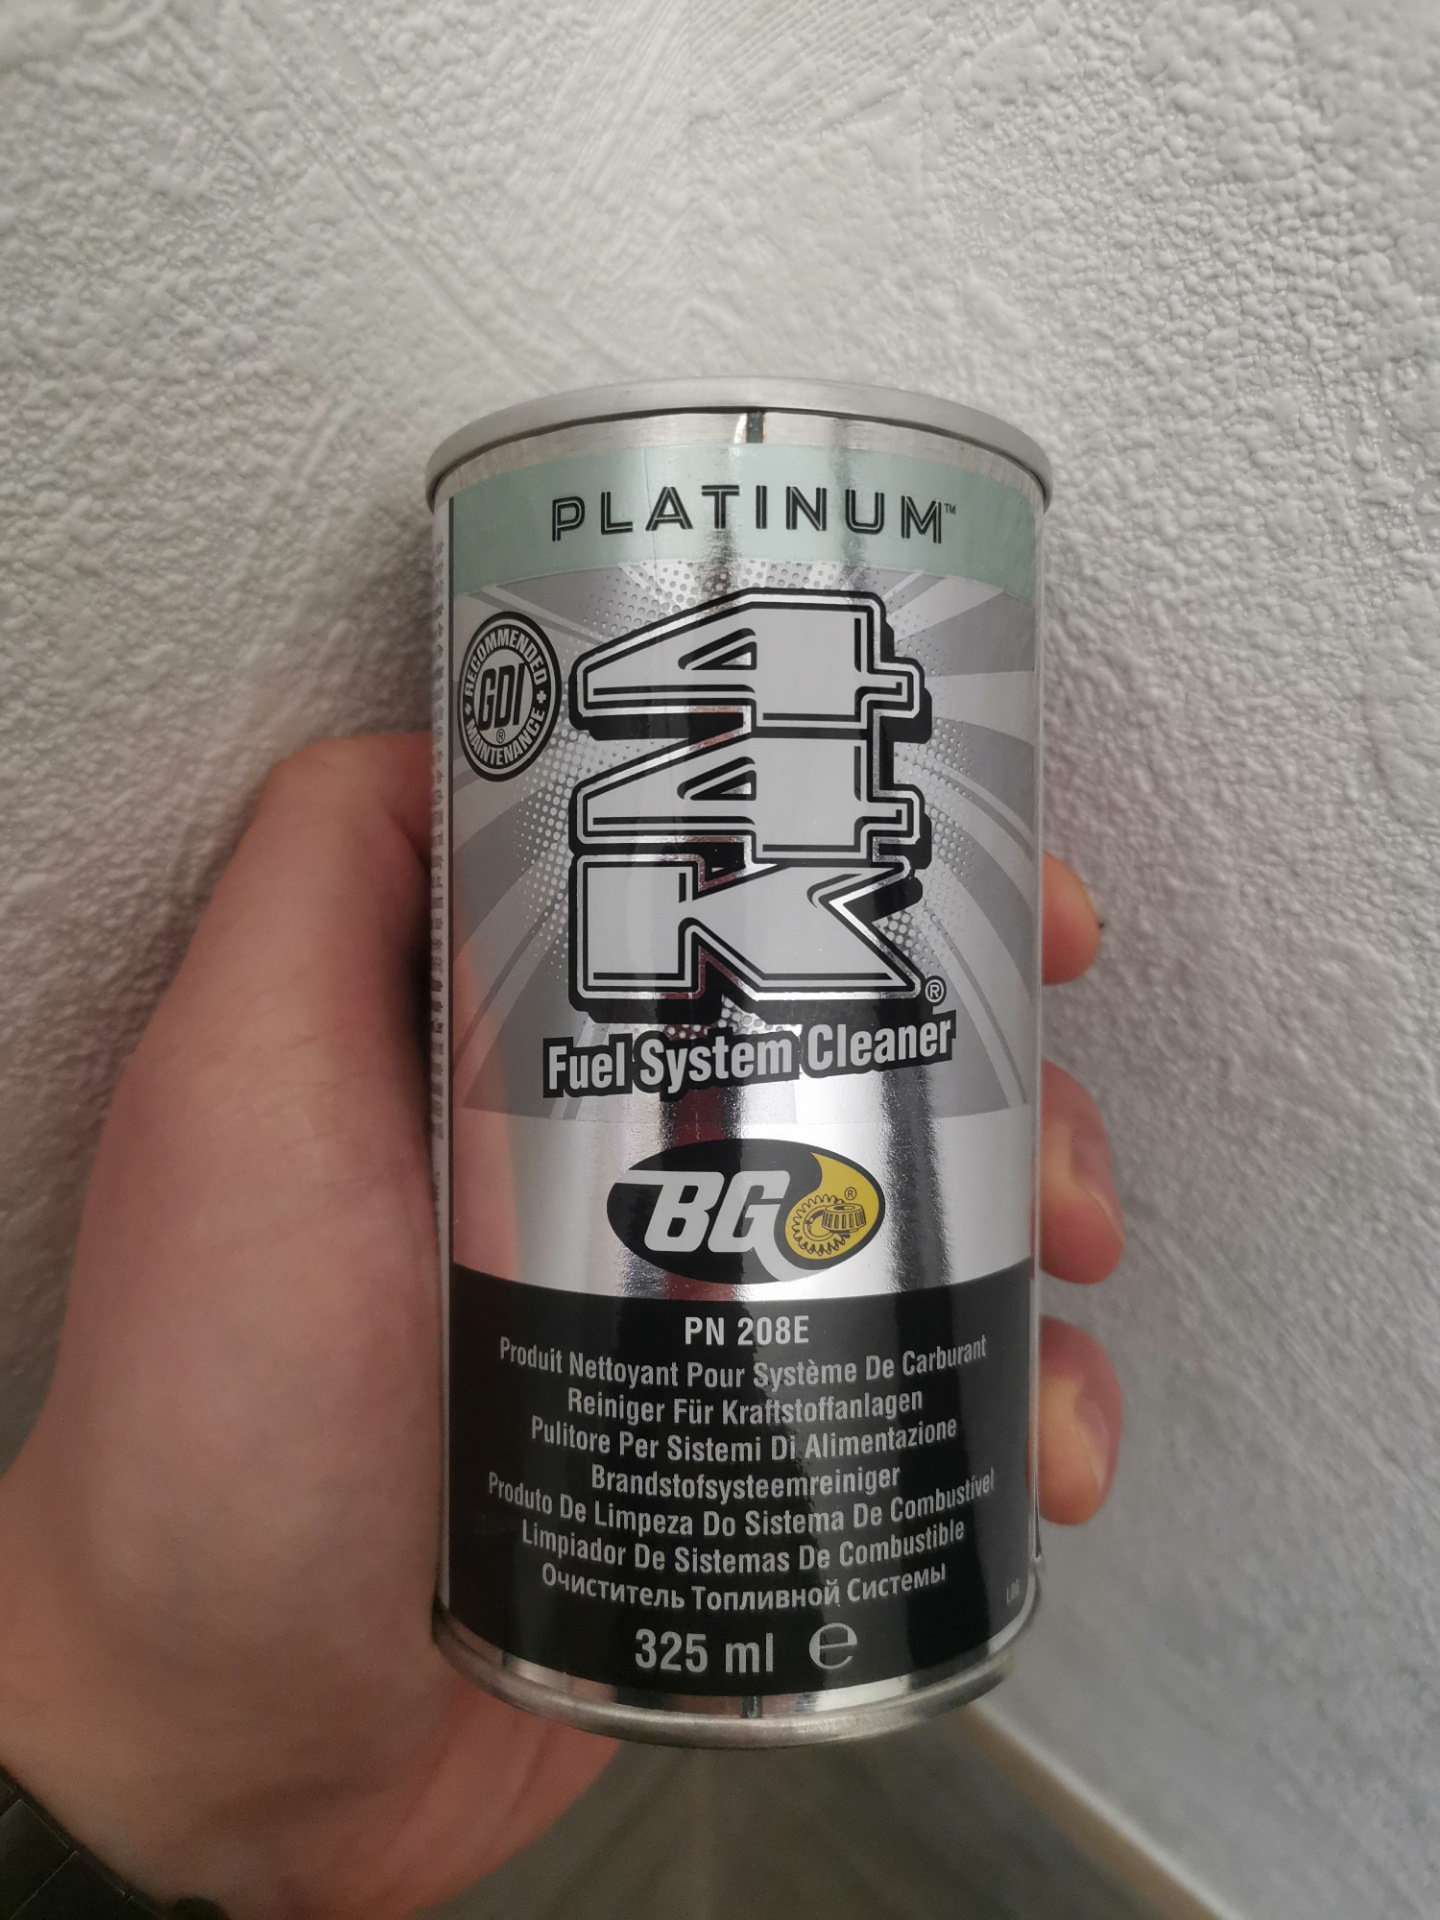 PLATINUM™
RECOMMENDED
GDI®
MAINTENANCE
44K®
Fuel System Cleaner
BG®
PN 208E
Produit Nettoyant Pour Système De Carburant
Reiniger Für Kraftstoffanlagen
Pulitore Per Sistemi Di Alimentazione
Brandstofsysteemreiniger
Produto De Limpeza Do Sistema De Combustível
Limpiador De Sistemas De Combustible
Очиститель Топливной Системы
325 ml ℮